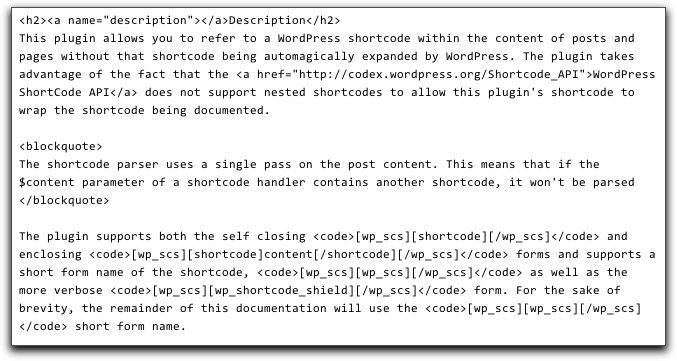 <h2><a name="description"></a>Description</h2>
This plugin allows you to refer to a WordPress shortcode within the content of posts and
pages without that shortcode being automagically expanded by WordPress. The plugin takes
advantage of the fact that the <a href="http://codex.wordpress.org/Shortcode_API">WordPress
ShortCode API</a> does not support nested shortcodes to allow this plugin's shortcode to
wrap the shortcode being documented.

<blockquote>
The shortcode parser uses a single pass on the post content. This means that if the
$content parameter of a shortcode handler contains another shortcode, it won't be parsed
</blockquote>

The plugin supports both the self closing <code>[wp_scs][shortcode][/wp_scs]</code> and
enclosing <code>[wp_scs][shortcode]content[/shortcode][/wp_scs]</code> forms and supports a
short form name of the shortcode, <code>[wp_scs][wp_scs][/wp_scs]</code> as well as the
more verbose <code>[wp_scs][wp_shortcode_shield][/wp_scs]</code> form. For the sake of
brevity, the remainder of this documentation will use the <code>[wp_scs][wp_scs][/wp_scs]
</code> short form name.